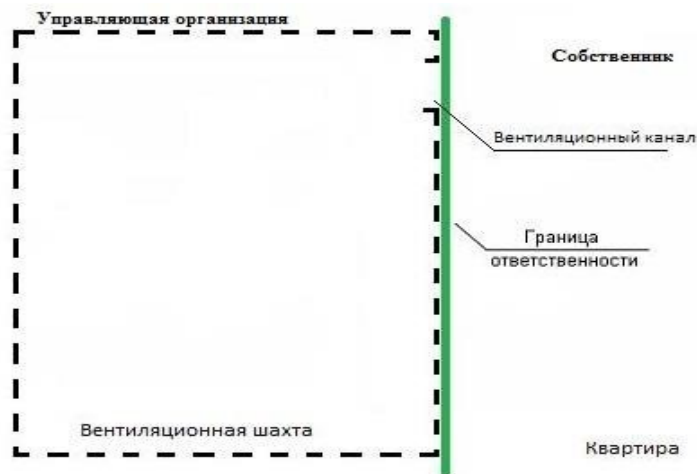 Управляющая организация
Собственник
Вентиляционный канал
Граница
ответственности
Вентиляционная шахта
Квартира